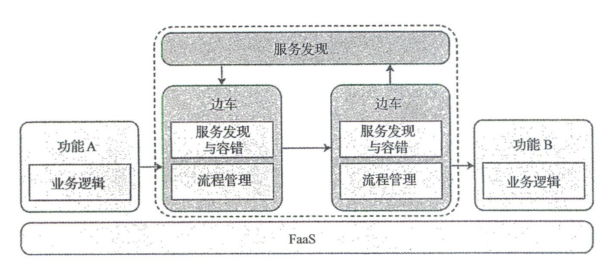 服务发现
边车
边车
功能 A
服务发现
与容错
服务发现
与容错
功能 B
业务逻辑
流程管理
流程管理
业务逻辑
FaaS